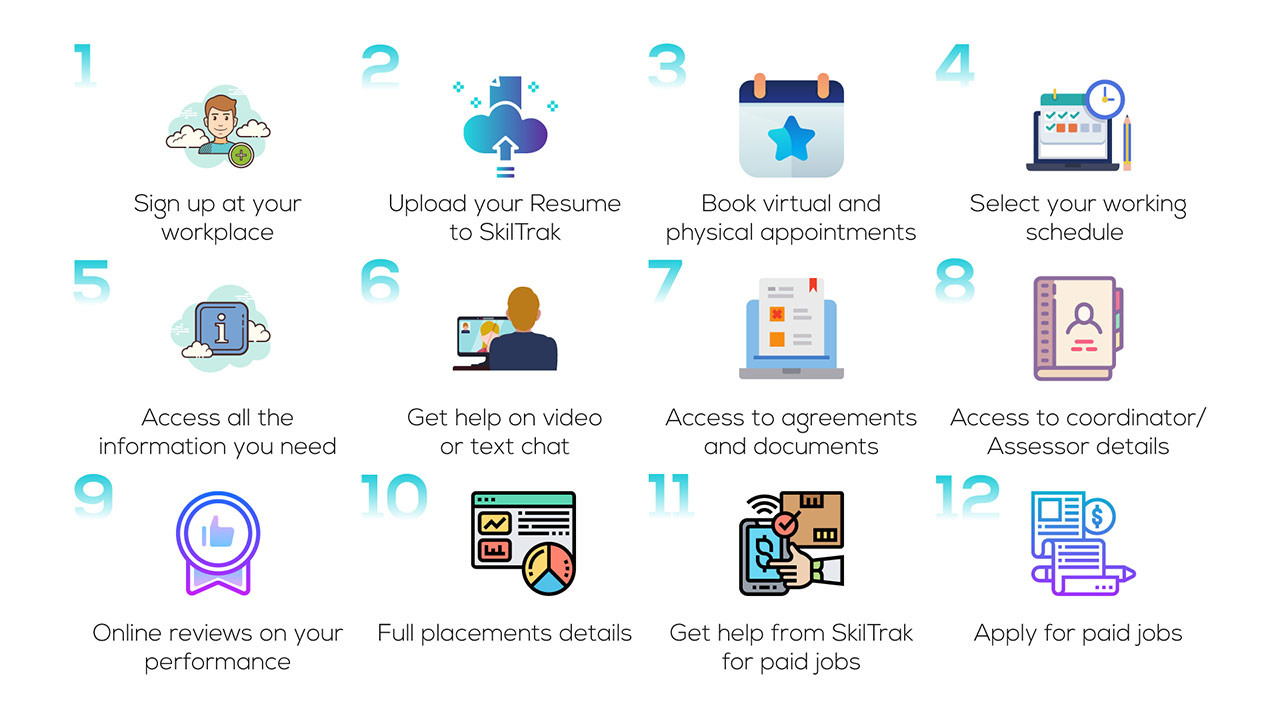 1
Sign up at your
workplace
2
Upload your Resume
to SkilTrak
3
Book virtual and
physical appointments
4
Select your working
schedule
5
Access all the
information you need
6
Get help on video
or text chat
7
Access to agreements
and documents
8
Access to coordinator/
Assessor details
9
Online reviews on your
performance
10
Full placements details
11
Get help from SkilTrak
for paid jobs
12
Apply for paid jobs